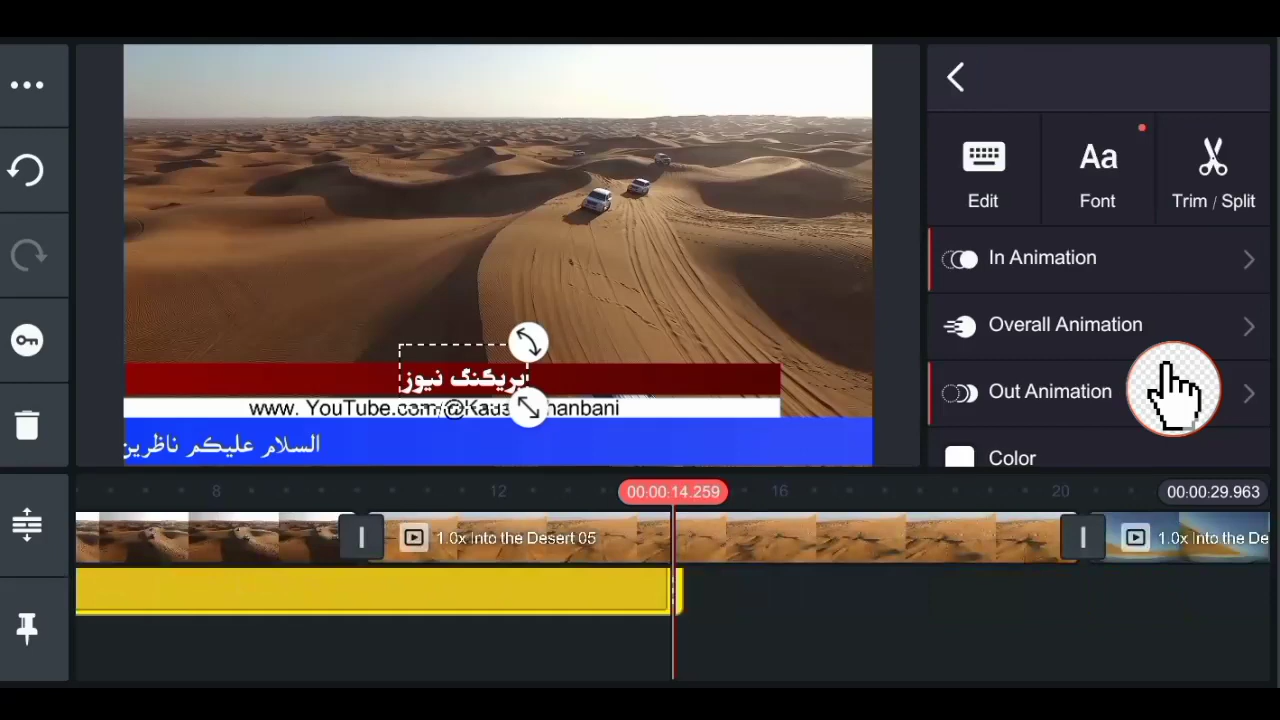 Edit
Font
Trim / Split
In Animation
Overall Animation
Out Animation
Color
بریکنگ نیوز
www. YouTube.com/@Kaus
hanbani
السلام علیکم ناظرین
8
12
00:00:14.259
16
20
00:00:29.963
1.0x Into the Desert 05
1.0x Into the De